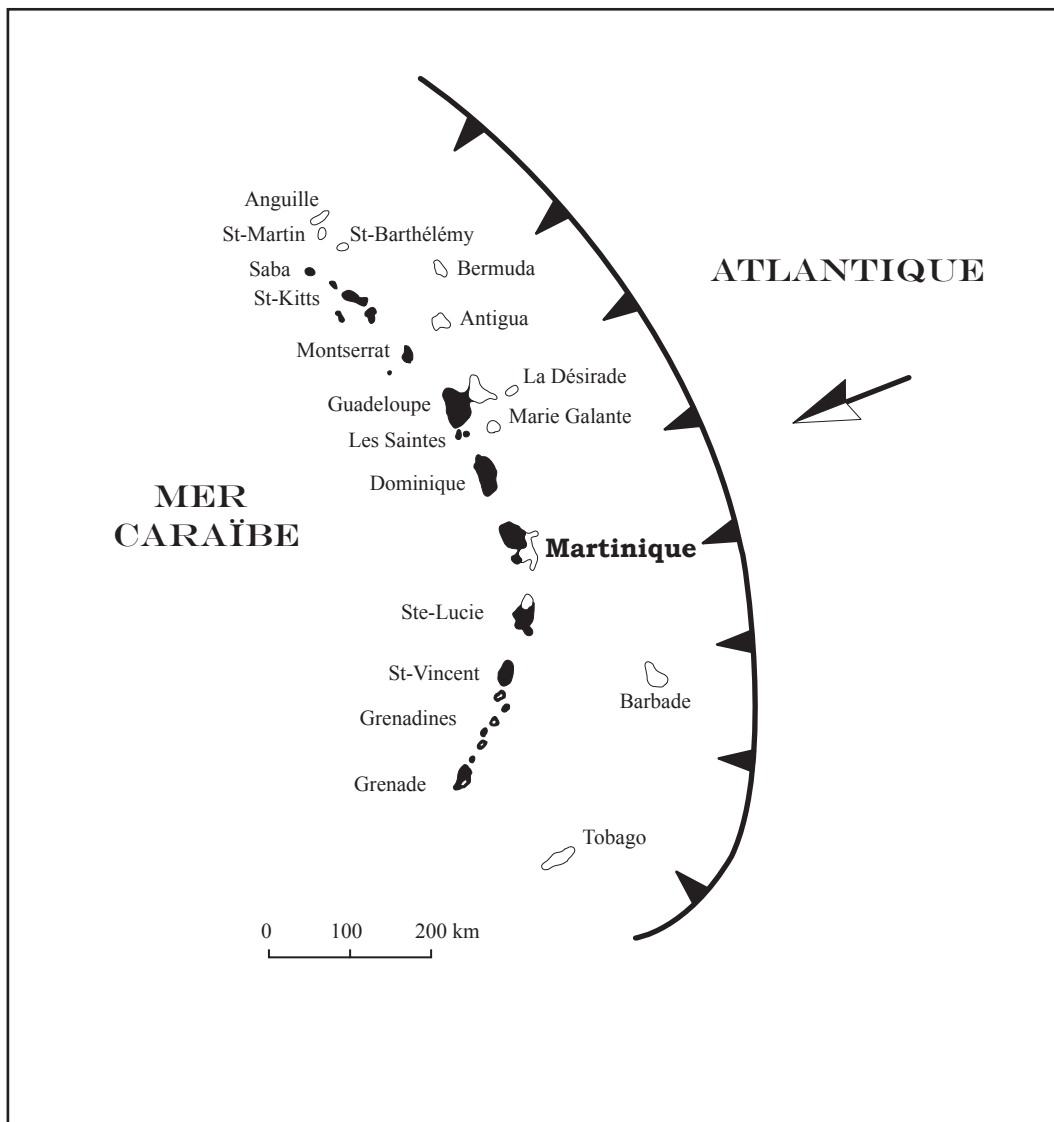 Anguille
St-Martin
St-Barthélémy
Saba
Bermuda
ATLANTIQUE
St-Kitts
Antigua
Montserrat
La Désirade
Guadeloupe
Marie Galante
Les Saintes
Dominique
MER
CARAÏBE
Martinique
Ste-Lucie
St-Vincent
Barbade
Grenadines
Grenade
Tobago
0 100 200 km